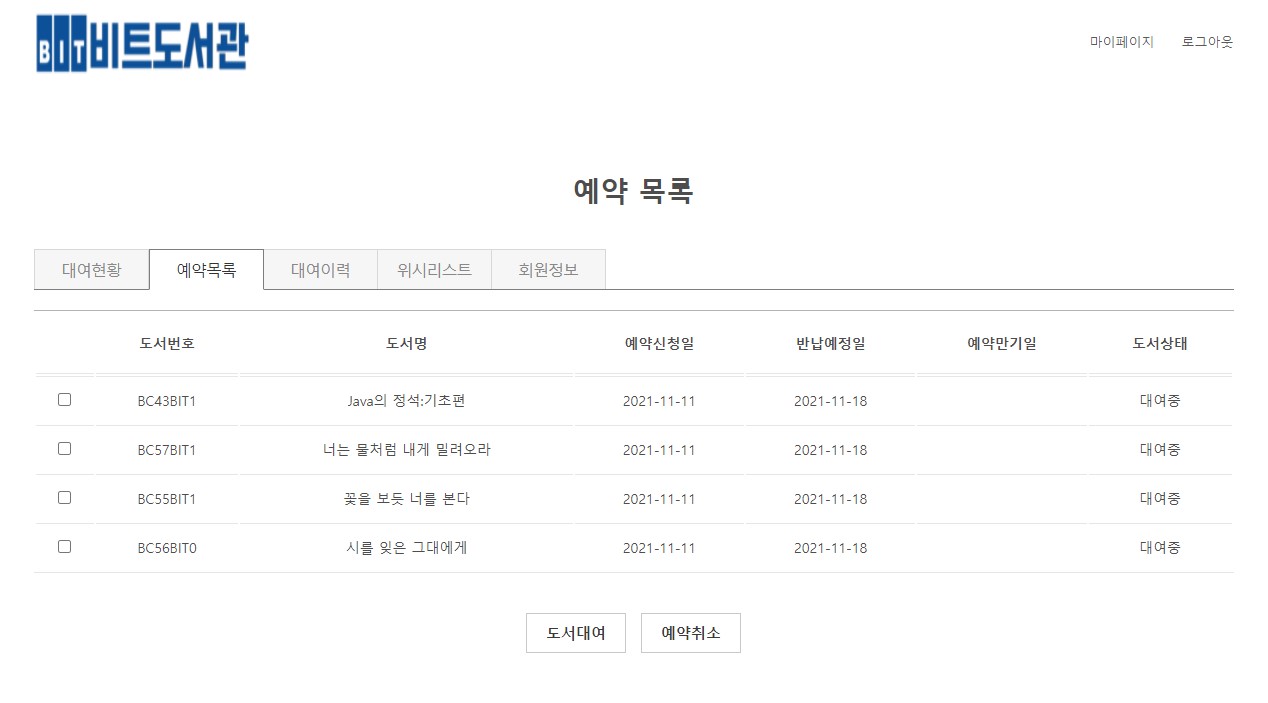 BIT비트도서관
마이페이지 로그아웃
예약 목록
대여현황 예약목록 대여이력 위시리스트 회원정보
도서번호 도서명 예약신청일 반납예정일 예약만기일 도서상태
BC43BIT1 Java의 정석:기초편 2021-11-11 2021-11-18 대여중
BC57BIT1 너는 물처럼 내게 밀려오라 2021-11-11 2021-11-18 대여중
BC55BIT1 꽃을 보듯 너를 본다 2021-11-11 2021-11-18 대여중
BC56BIT0 시를 잊은 그대에게 2021-11-11 2021-11-18 대여중
도서대여 예약취소